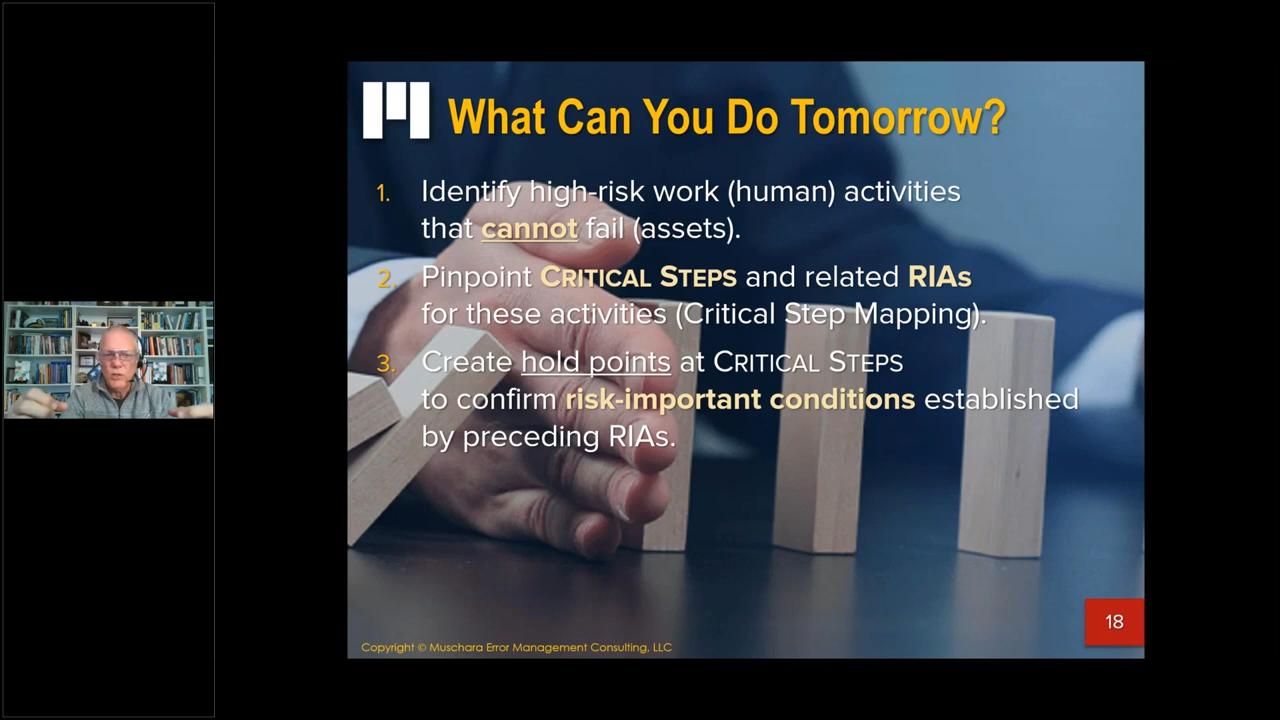 What Can You Do Tomorrow?
1. Identify high-risk work (human) activities
that cannot fail (assets).
2. Pinpoint CRITICAL STEPS and related RIAs
for these activities (Critical Step Mapping).
3. Create hold points at CRITICAL STEPS
to confirm risk-important conditions established
by preceding RIAs.
18
Copyright © Muschara Error Management Consulting, LLC